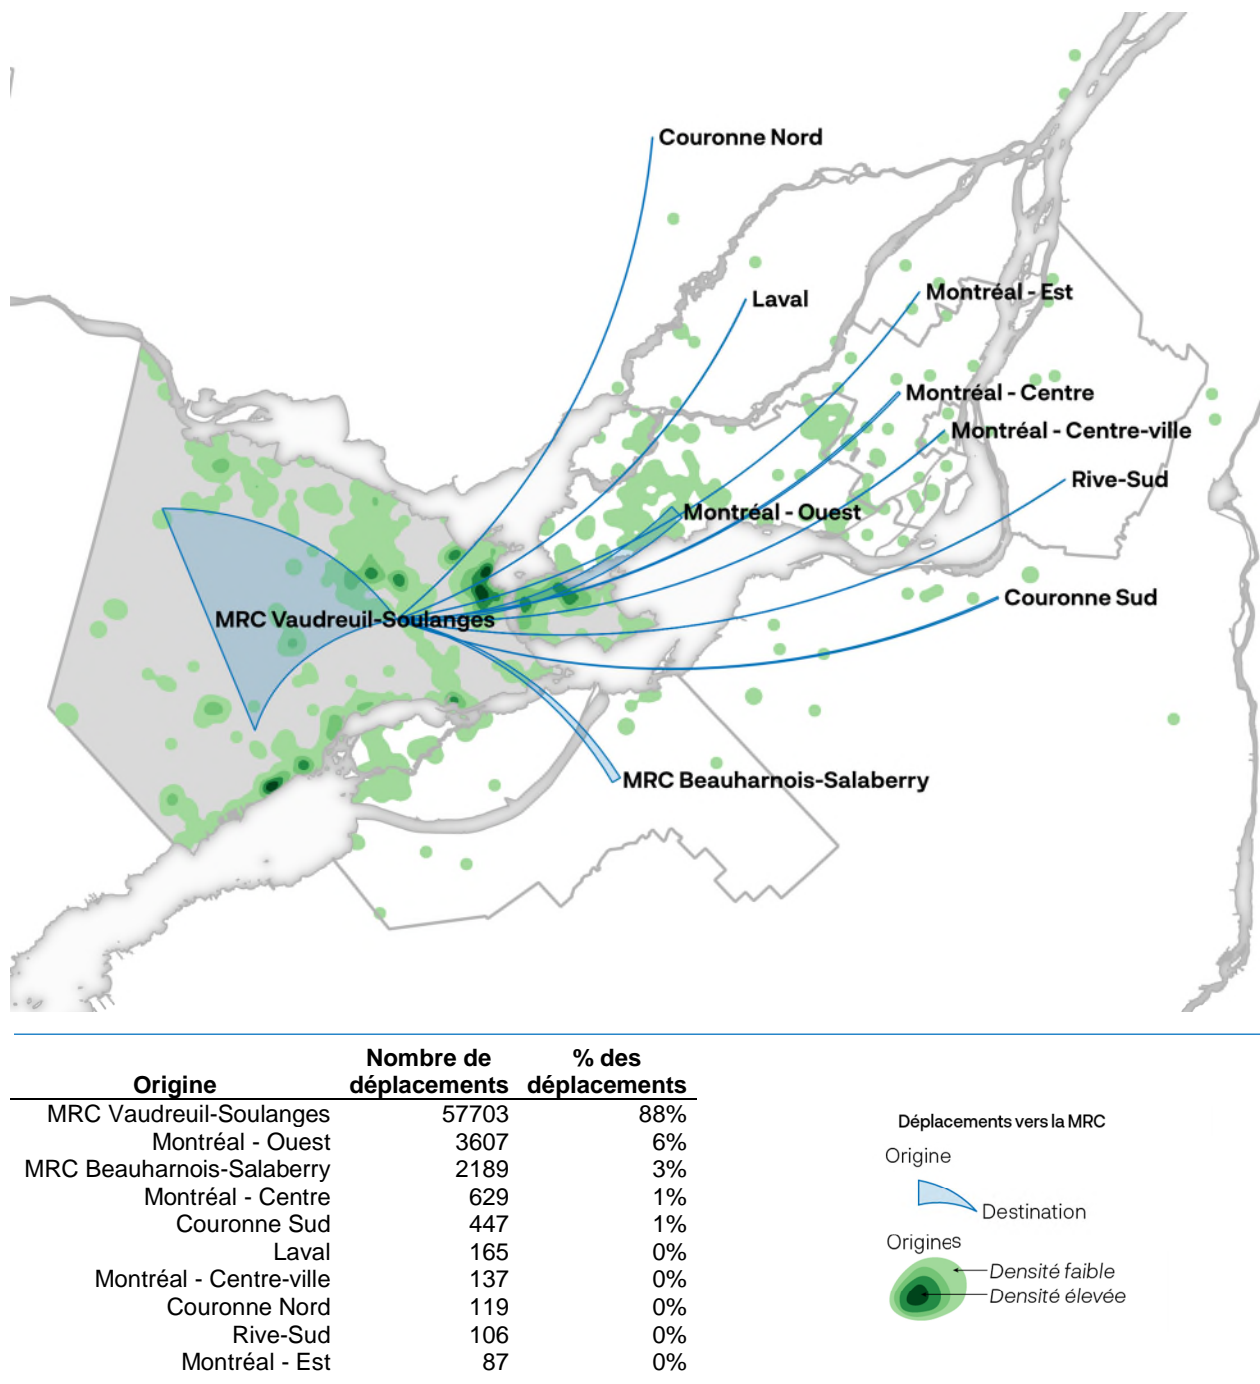 Couronne Nord
Laval
Montréal - Est
Montréal - Centre
Montréal - Centre-ville
Rive-Sud
Montréal - Ouest
Couronne Sud
MRC Vaudreuil-Soulanges
MRC Beauharnois-Salaberry
Origine Nombre de déplacements % des déplacements
MRC Vaudreuil-Soulanges 57703 88%
Montréal - Ouest 3607 6%
MRC Beauharnois-Salaberry 2189 3%
Montréal - Centre 629 1%
Couronne Sud 447 1%
Laval 165 0%
Montréal - Centre-ville 137 0%
Couronne Nord 119 0%
Rive-Sud 106 0%
Montréal - Est 87 0%
Déplacements vers la MRC
Origine
Destination
Origines
Densité faible
Densité élevée